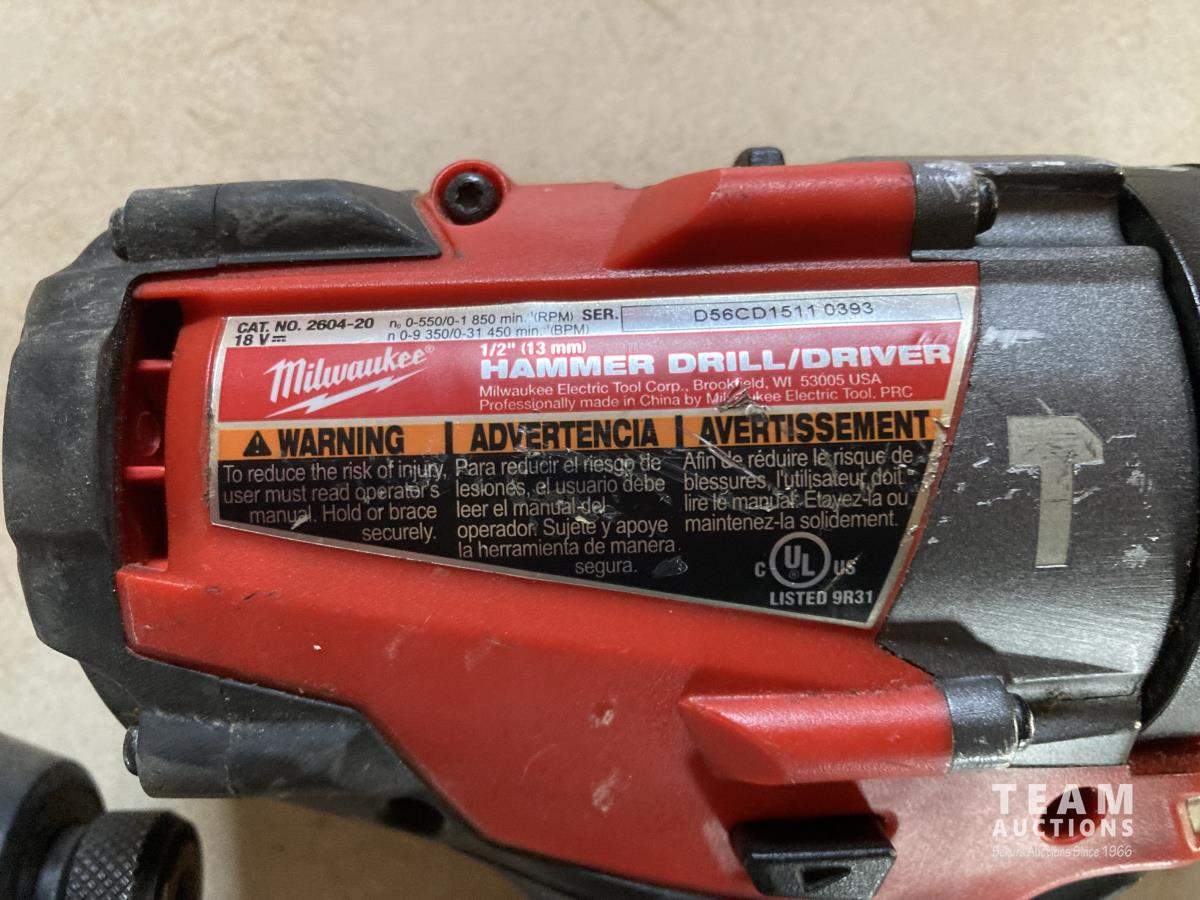 CAT. NO. 2604-20 n₀ 0-550/0-1 850 min.⁻¹(RPM) SER. D56CD1511 0393
18 V⎓ n 0-9 350/0-31 450 min.⁻¹(BPM)
Milwaukee®
1/2" (13 mm)
HAMMER DRILL/DRIVER
Milwaukee Electric Tool Corp., Brookfield, WI 53005 USA
Professionally made in China by Milwaukee Electric Tool, PRC
WARNING
To reduce the risk of injury,
user must read operator's
manual. Hold or brace
securely.
ADVERTENCIA
Para reducir el riesgo de
lesiones, el usuario debe
leer el manual del
operador. Sujete y apoye
la herramienta de manera
segura.
AVERTISSEMENT
Afin de réduire le risque de
blessures, l'utilisateur doit
lire le manuel. Etayez-la ou
maintenez-la solidement.
C UL® US
LISTED 9R31
TEAM
AUCTIONS
Auctions Since 1966